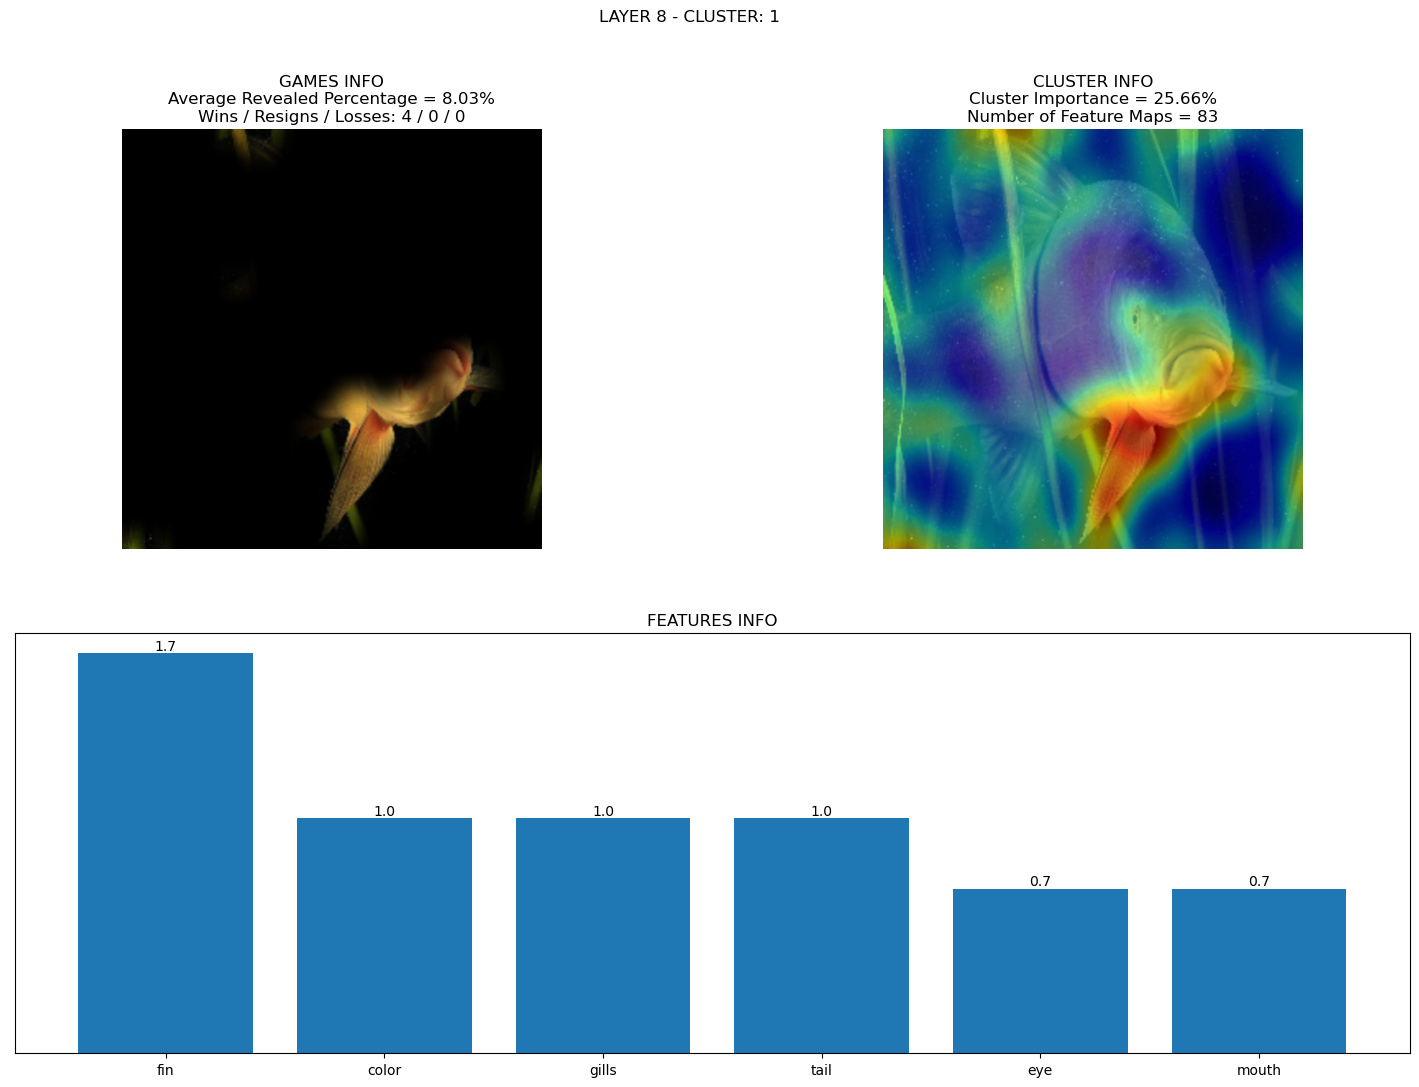 LAYER 8 - CLUSTER: 1
GAMES INFO
Average Revealed Percentage = 8.03%
Wins / Resigns / Losses: 4 / 0 / 0
CLUSTER INFO
Cluster Importance = 25.66%
Number of Feature Maps = 83
FEATURES INFO
1.7
1.0
1.0
1.0
0.7
0.7
fin
color
gills
tail
eye
mouth